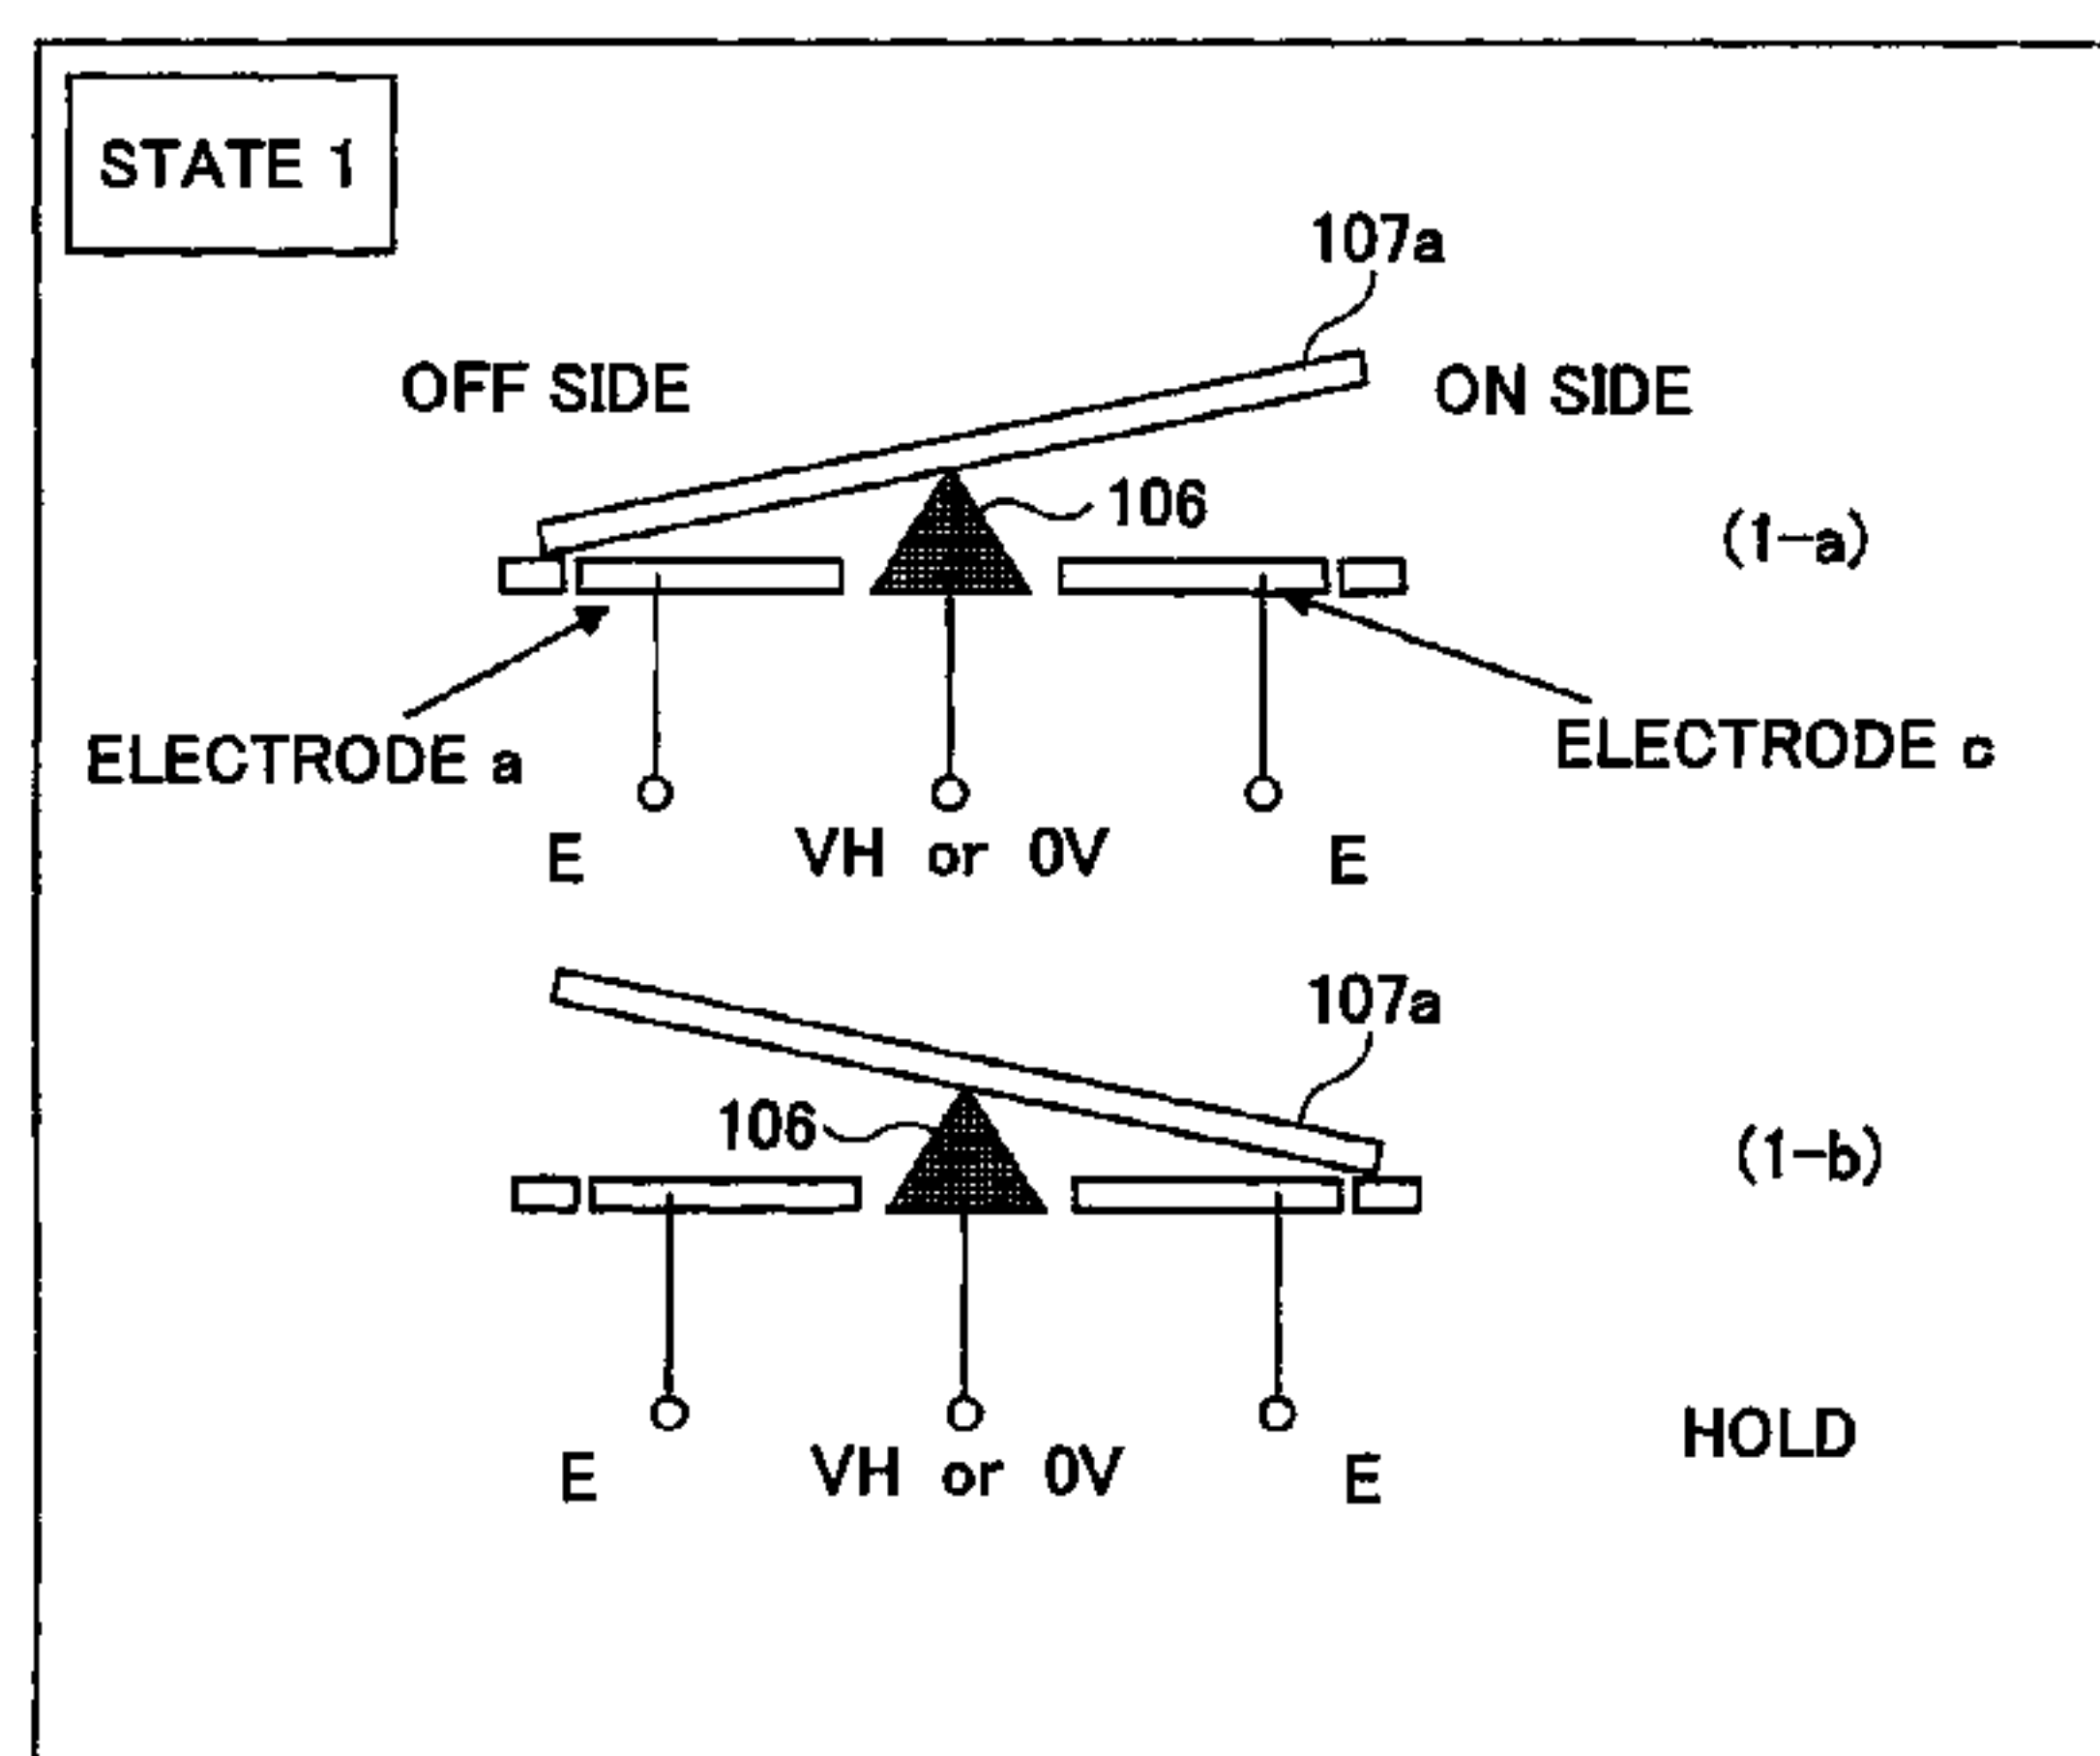 STATE 1
107a
OFF SIDE
ON SIDE
106
(1-a)
ELECTRODE a
ELECTRODE c
E
VH or 0V
E
107a
106
(1-b)
HOLD
E
VH or 0V
E